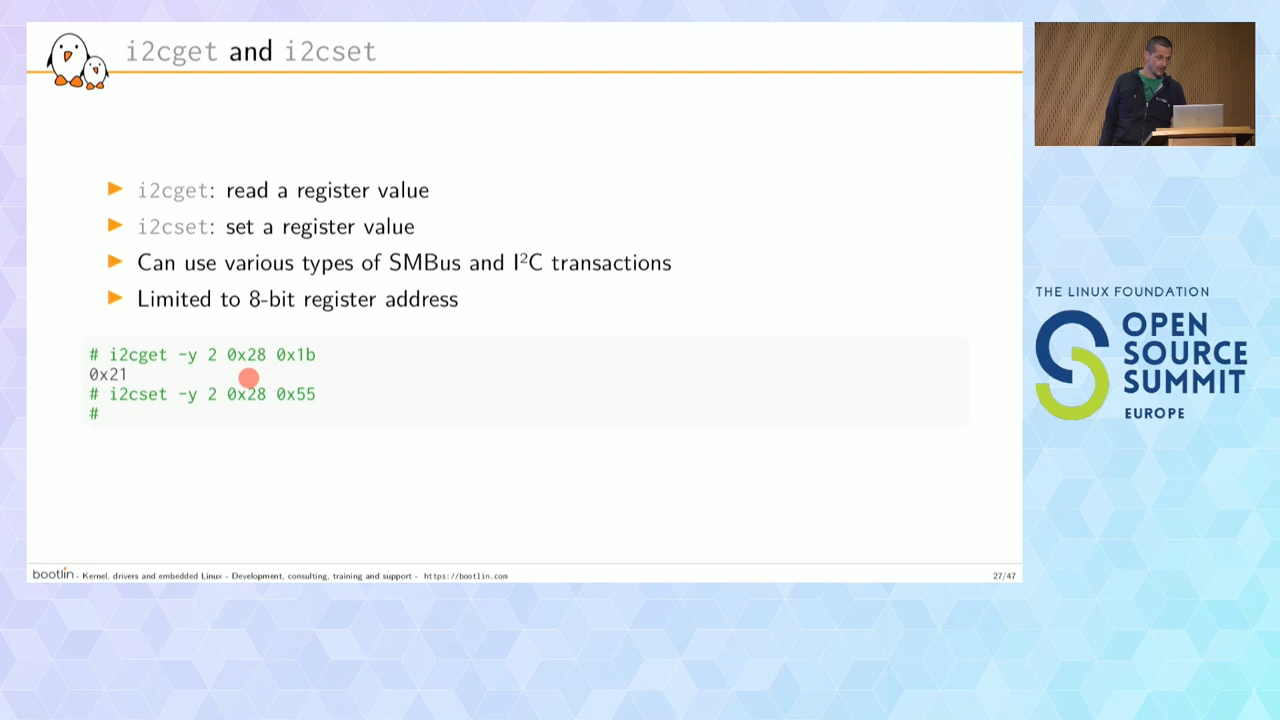 i2cget and i2cset
▶ i2cget: read a register value
▶ i2cset: set a register value
▶ Can use various types of SMBus and I²C transactions
▶ Limited to 8-bit register address
# i2cget -y 2 0x28 0x1b
0x21
# i2cset -y 2 0x28 0x55
#
bootlin - Kernel, drivers and embedded Linux - Development, consulting, training and support - https://bootlin.com
27/47
THE LINUX FOUNDATION
OPEN
SOURCE
SUMMIT
EUROPE